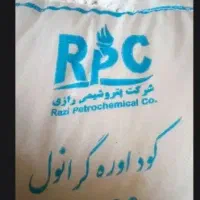 RPC
شرکت پتروشیمی رازی
Razi Petrochemical Co.
کود اوره گرانول